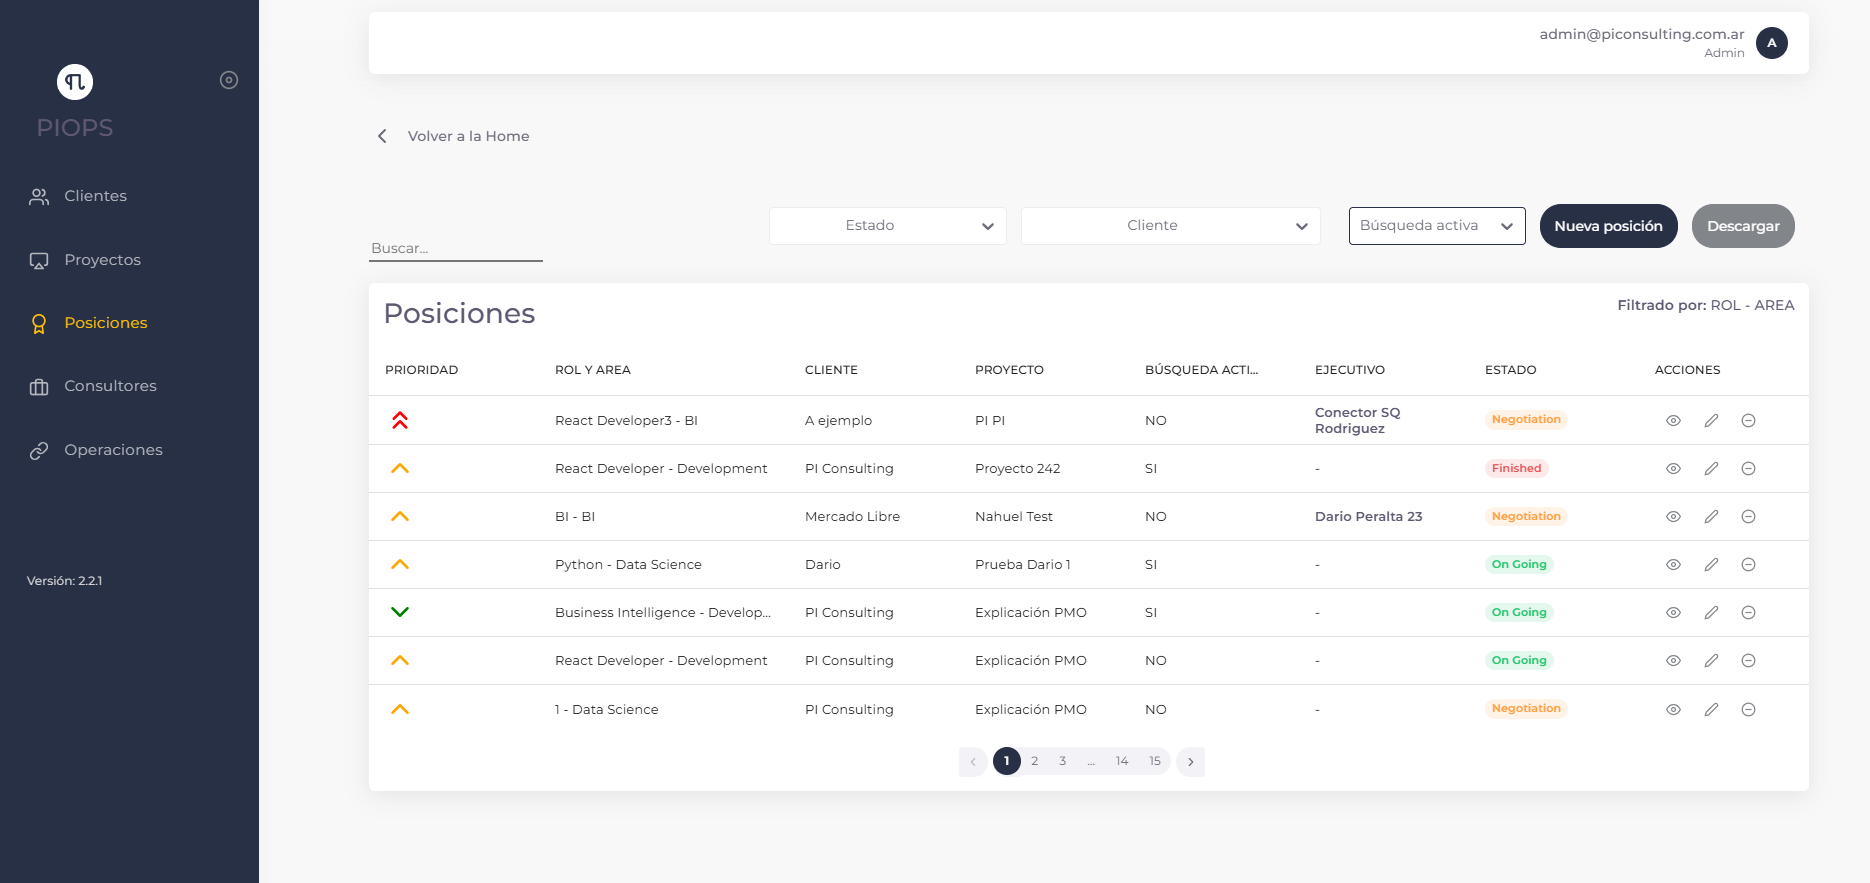 PIOPS
Clientes
Proyectos
Posiciones
Consultores
Operaciones
Versión: 2.2.1
admin@piconsulting.com.ar
Admin
A
Volver a la Home
Buscar...
Estado
Cliente
Búsqueda activa
Nueva posición
Descargar
Posiciones
Filtrado por: ROL - AREA
PRIORIDAD ROL Y AREA CLIENTE PROYECTO BÚSQUEDA ACTI... EJECUTIVO ESTADO ACCIONES
React Developer3 - BI A ejemplo PI PI NO Conector SQ Rodriguez Negotiation
React Developer - Development PI Consulting Proyecto 242 SI - Finished
BI - BI Mercado Libre Nahuel Test NO Dario Peralta 23 Negotiation
Python - Data Science Dario Prueba Dario 1 SI - On Going
Business Intelligence - Develop... PI Consulting Explicación PMO SI - On Going
React Developer - Development PI Consulting Explicación PMO NO - On Going
1 - Data Science PI Consulting Explicación PMO NO - Negotiation
‹ 1 2 3 ... 14 15 ›